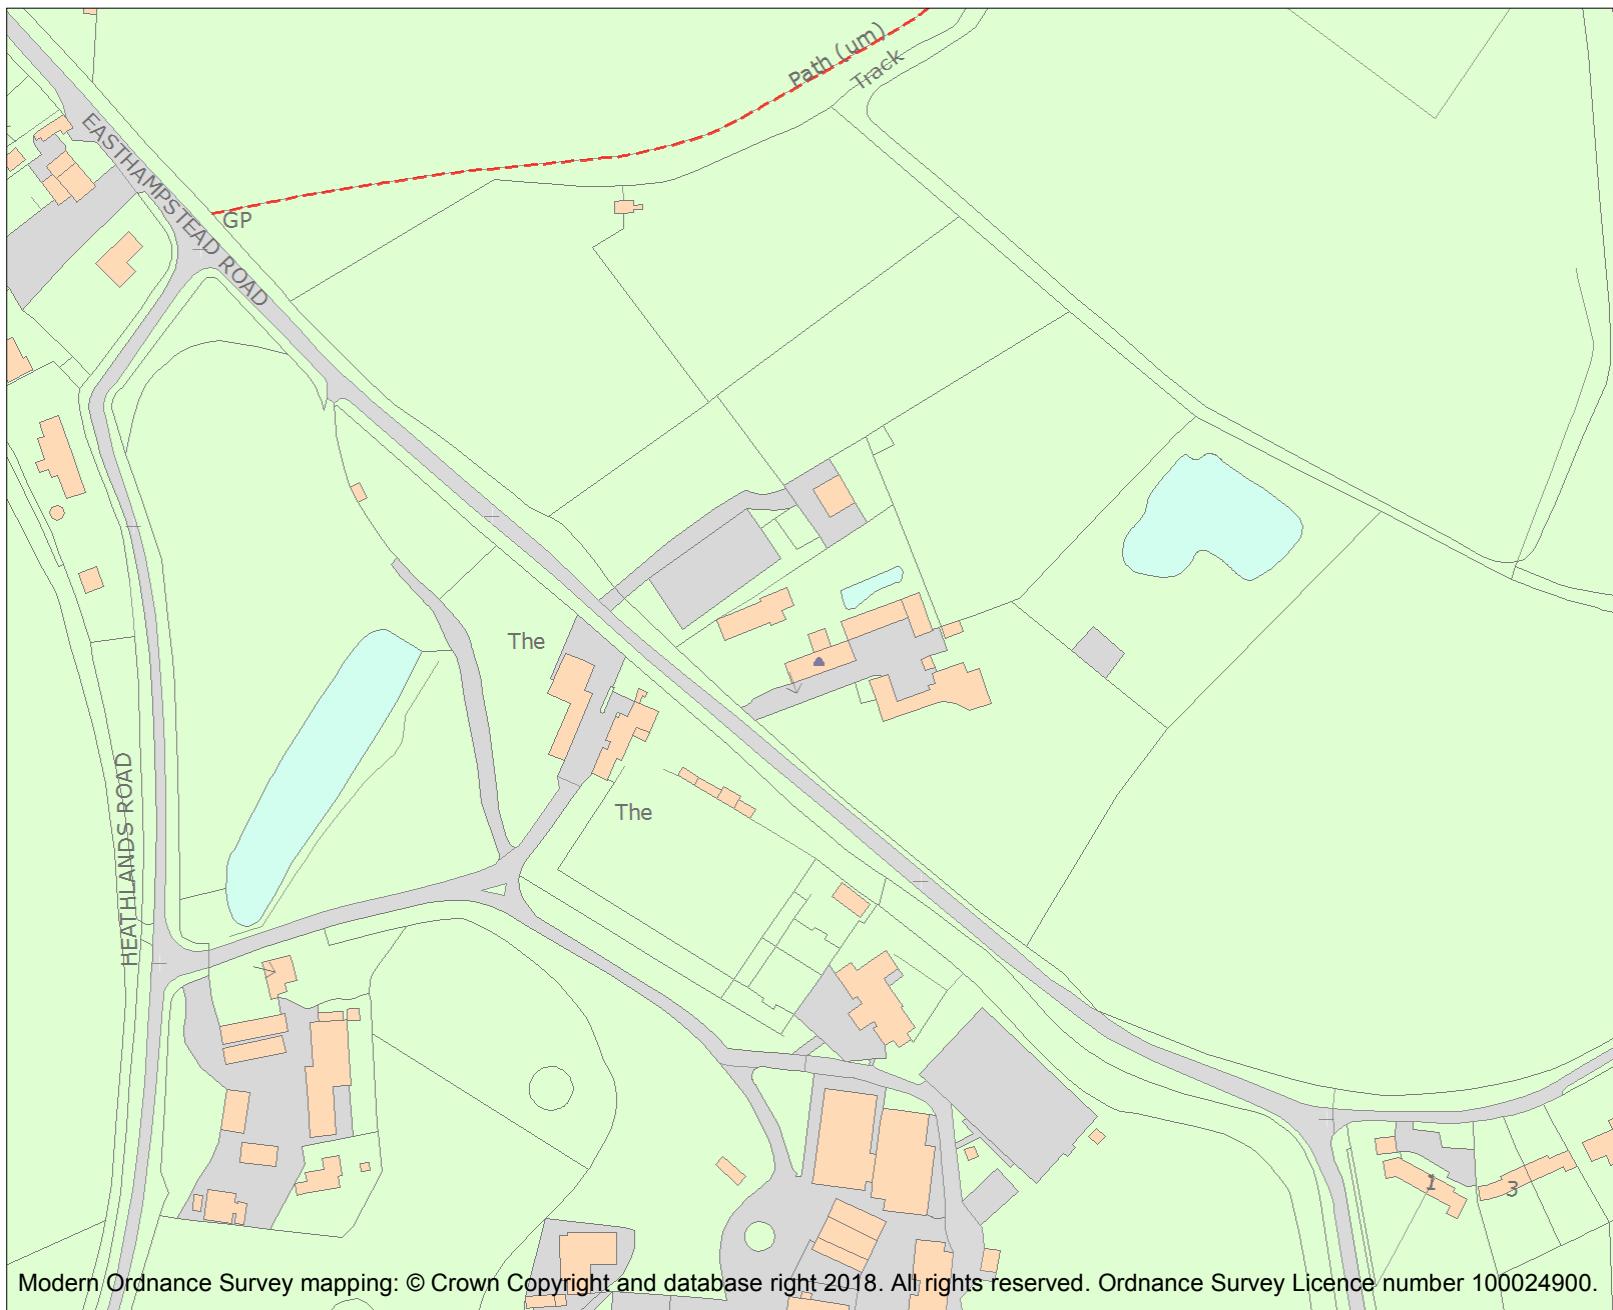 Path (um)
Track
EASTHAMPSTEAD ROAD
GP
The
The
HEATHLANDS ROAD
1
3
Modern Ordnance Survey mapping: © Crown Copyright and database right 2018. All rights reserved. Ordnance Survey Licence number 100024900.